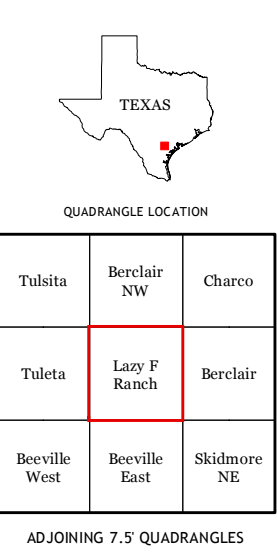 TEXAS
QUADRANGLE LOCATION
Tulsita
Berclair
NW
Charco
Tuleta
Lazy F
Ranch
Berclair
Beeville
West
Beeville
East
Skidmore
NE
ADJOINING 7.5' QUADRANGLES